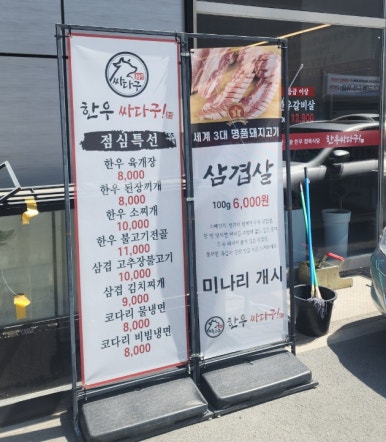 싸다구
한우 싸다구!
점심특선
한우 육개장
8,000
한우 된장찌개
8,000
한우 소찌개
10,000
한우 불고기전골
11,000
삼겹 고추장불고기
10,000
삼겹 김치찌개
9,000
코다리 물냉면
8,000
코다리 비빔냉면
8,000
세계 3대 명품돼지고기
삼겹살
100g 6,000원
미나리 개시
한우 싸다구!
한우싸다구!